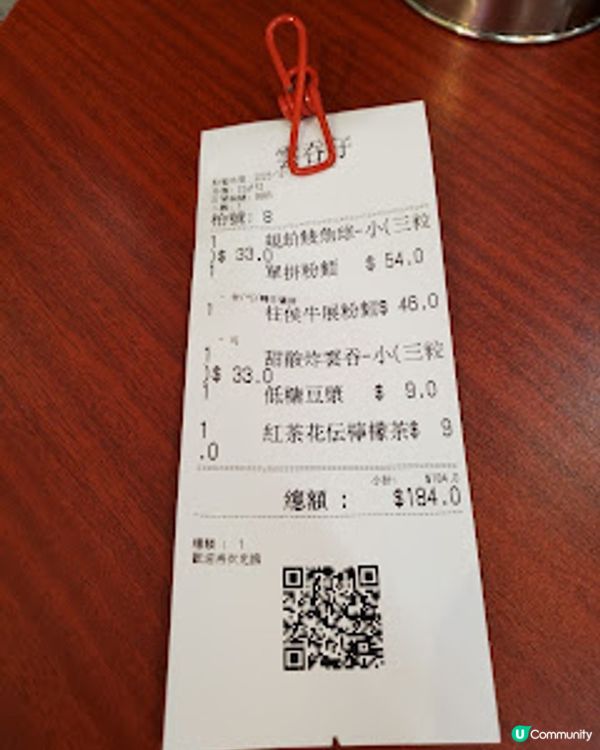 雲吞仔
枱號: 8
1 蜆蚧鯪魚球-小(三粒
)$ 33.0
1 單拼粉麵 $ 54.0
1 柱侯牛展粉麵$ 46.0
1 甜酸炸雲吞-小(三粒
)$ 33.0
1 低糖豆漿 $ 9.0
1 紅茶花伝檸檬茶$ 9
.0
小計: $184.0
總額 : $184.0
歡迎再次光臨
U Community